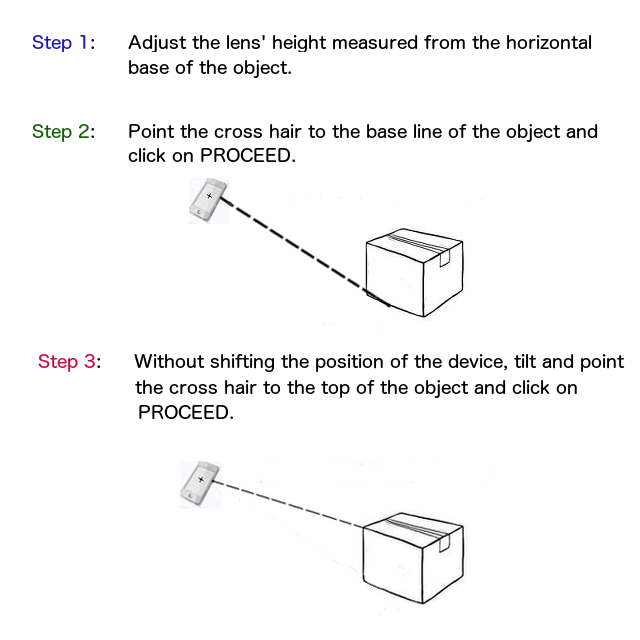 Step 1: Adjust the lens' height measured from the horizontal
base of the object.
Step 2: Point the cross hair to the base line of the object and
click on PROCEED.
Step 3: Without shifting the position of the device, tilt and point
the cross hair to the top of the object and click on
PROCEED.